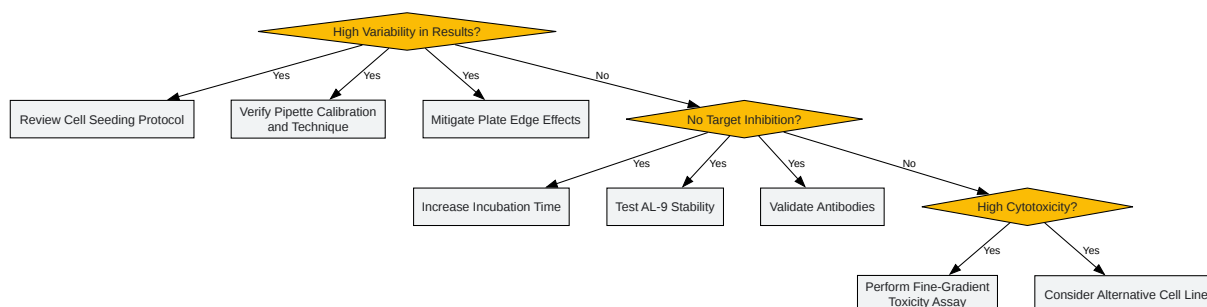 High Variability in Results?
Yes
Yes
Yes
No
Review Cell Seeding Protocol
Verify Pipette Calibration
and Technique
Mitigate Plate Edge Effects
No Target Inhibition?
Yes
Yes
Yes
No
Increase Incubation Time
Test AL-9 Stability
Validate Antibodies
High Cytotoxicity?
Yes
Yes
Perform Fine-Gradient
Toxicity Assay
Consider Alternative Cell Line